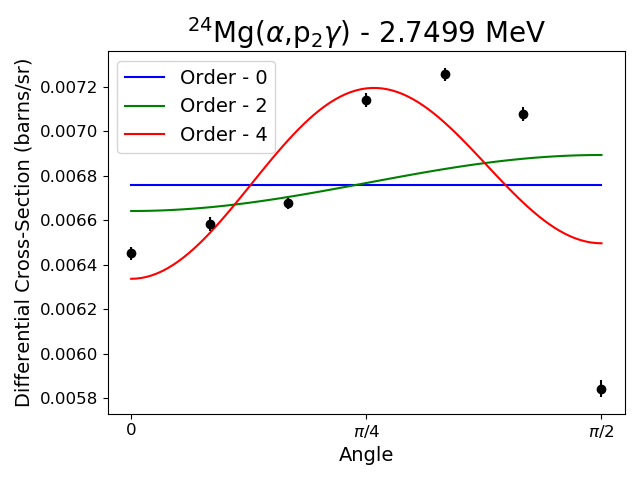 ²⁴Mg(α,p₂γ) - 2.7499 MeV
Order - 0
Order - 2
Order - 4
Differential Cross-Section (barns/sr)
0.0072
0.0070
0.0068
0.0066
0.0064
0.0062
0.0060
0.0058
0
π/4
π/2
Angle